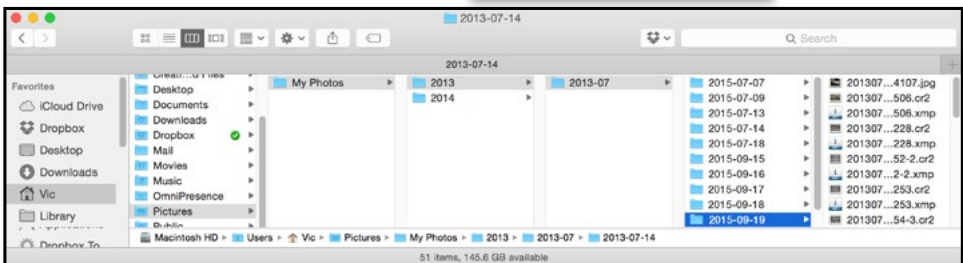 2013-07-14
Search
2013-07-14
Favorites
iCloud Drive
Dropbox
Desktop
Downloads
Vic
Library
Dropbox To
Desktop
Documents
Downloads
Dropbox
Mail
Movies
Music
OmniPresence
Pictures
Public
My Photos
2013
2014
2013-07
2015-07-07
2015-07-09
2015-07-13
2015-07-14
2015-07-18
2015-09-15
2015-09-16
2015-09-17
2015-09-18
2015-09-19
201307...4107.jpg
201307...506.cr2
201307...506.xmp
201307...228.cr2
201307...228.xmp
201307...52-2.cr2
201307...2-2.xmp
201307...253.cr2
201307...253.xmp
201307...54-3.cr2
Macintosh HD Users Vic Pictures My Photos 2013 2013-07 2013-07-14
51 items, 145.6 GB available